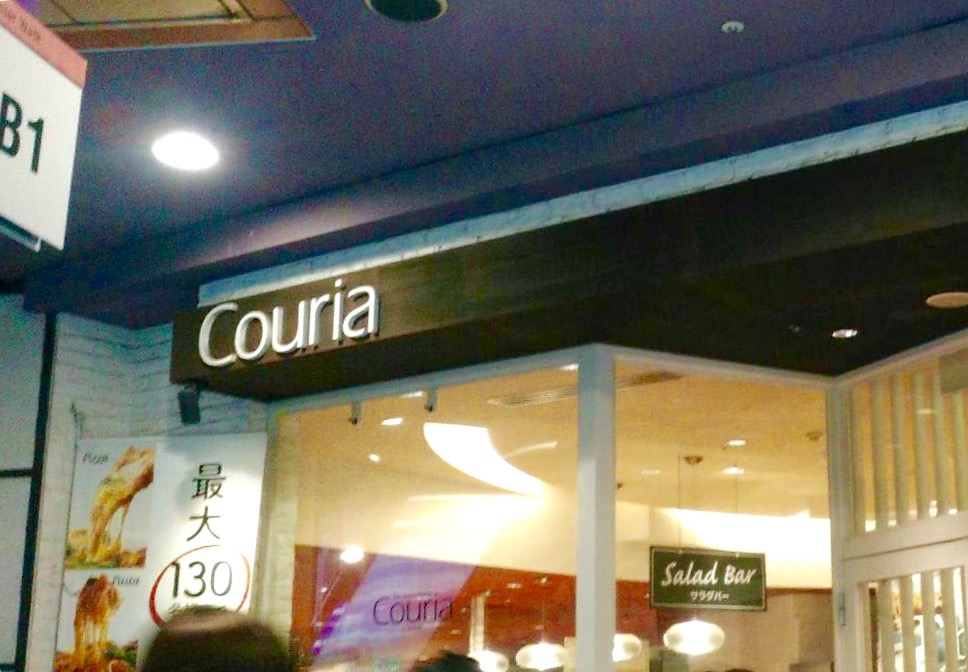 B1
Couria
Pizza
最
大
130
Pasta
Couria
Salad Bar
サラダバー